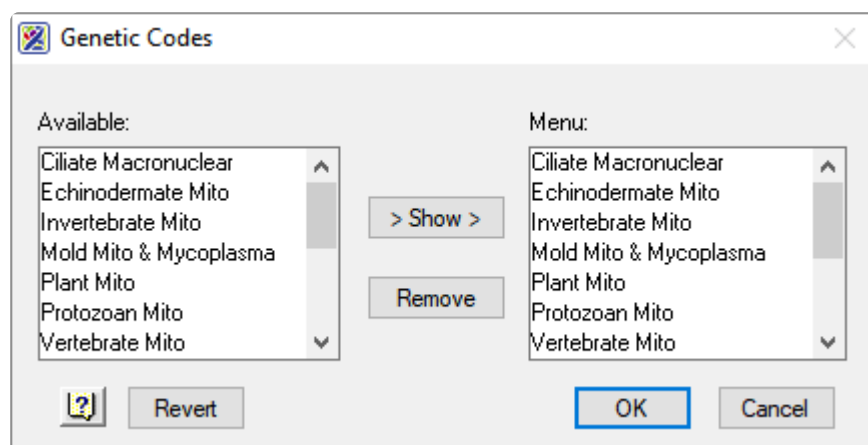 Genetic Codes
Available:
Ciliate Macronuclear
Echinodermate Mito
Invertebrate Mito
Mold Mito & Mycoplasma
Plant Mito
Protozoan Mito
Vertebrate Mito
> Show >
Remove
Menu:
Ciliate Macronuclear
Echinodermate Mito
Invertebrate Mito
Mold Mito & Mycoplasma
Plant Mito
Protozoan Mito
Vertebrate Mito
?
Revert
OK
Cancel